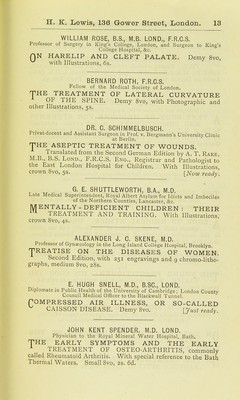 H. K. Lewis, 136 Gower Street, London. 13
WILLIAM ROSE, B.S., M.B. LOND., F.R.C.S.
Professor of Surgery in King's College, London, and Surgeon to King's
College Hospital, &c.
ON HARELIP AND CLEFT PALATE. Demy 8vo,
with Illustrations, 6s.
BERNARD ROTH, F.R.C.S.
Fellow of the Medical Society of London.
THE TREATMENT OF LATERAL CURVATURE
OF THE SPINE. Demy 8vo, with Photographic and
other Illustrations, 5s.
DR. C. SCHIMMELBUSCH.
Privat-docent and Assistant Surgeon in Prof. v. Bergmann's University Clinic
at Berlin.
THE ASEPTIC TREATMENT OF WOUNDS.
Translated from the Second German Edition by A. T. RAKE,
M.B., B.S. LOND., F.R.C.S. ENG., Registrar and Pathologist to
the East London Hospital for Children. With Illustrations,
crown 8vo, 5s. [Now ready.
G. E. SHUTTLEWORTH, B.A., M.D.
Late Medical Superintendent, Royal Albert Asylum for Idiots and Imbeciles
of the Northern Counties, Lancaster, &c.
MENTALLY-DEFICIENT CHILDREN: THEIR
TREATMENT AND TRAINING. With Illustrations,
crown 8vo, 4s.
ALEXANDER J. C. SKENE, M.D.
Professor of Gynæcology in the Long Island College Hospital, Brooklyn.
TREATISE ON THE DISEASES OF WOMEN.
Second Edition, with 251 engravings and 9 chromo-litho-
graphs, medium 8vo, 28s.
E. HUGH SNELL, M.D., B.SC., LOND.
Diplomate in Public Health of the University of Cambridge; London County
Council Medical Officer to the Blackwall Tunnel.
COMPRESSED AIR ILLNESS, OR SO-CALLED
CAISSON DISEASE. Demy 8vo. [Just ready.
JOHN KENT SPENDER, M.D. LOND.
Physician to the Royal Mineral Water Hospital, Bath.
THE EARLY SYMPTOMS AND THE EARLY
TREATMENT OF OSTEO-ARTHRITIS, commonly
called Rheumatoid Arthritis. With special reference to the Bath
Thermal Waters. Small 8vo, 2s. 6d.